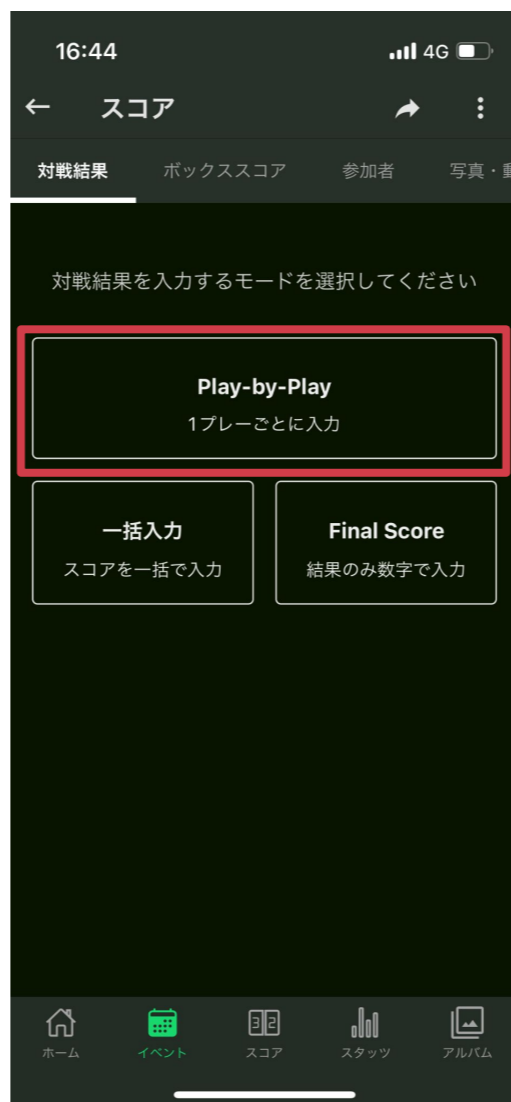 16:44
4G
スコア
対戦結果
ボックススコア
参加者
写真・動
対戦結果を入力するモードを選択してください
Play-by-Play
1プレーごとに入力
一括入力
スコアを一括で入力
Final Score
結果のみ数字で入力
ホーム
イベント
スコア
スタッツ
アルバム